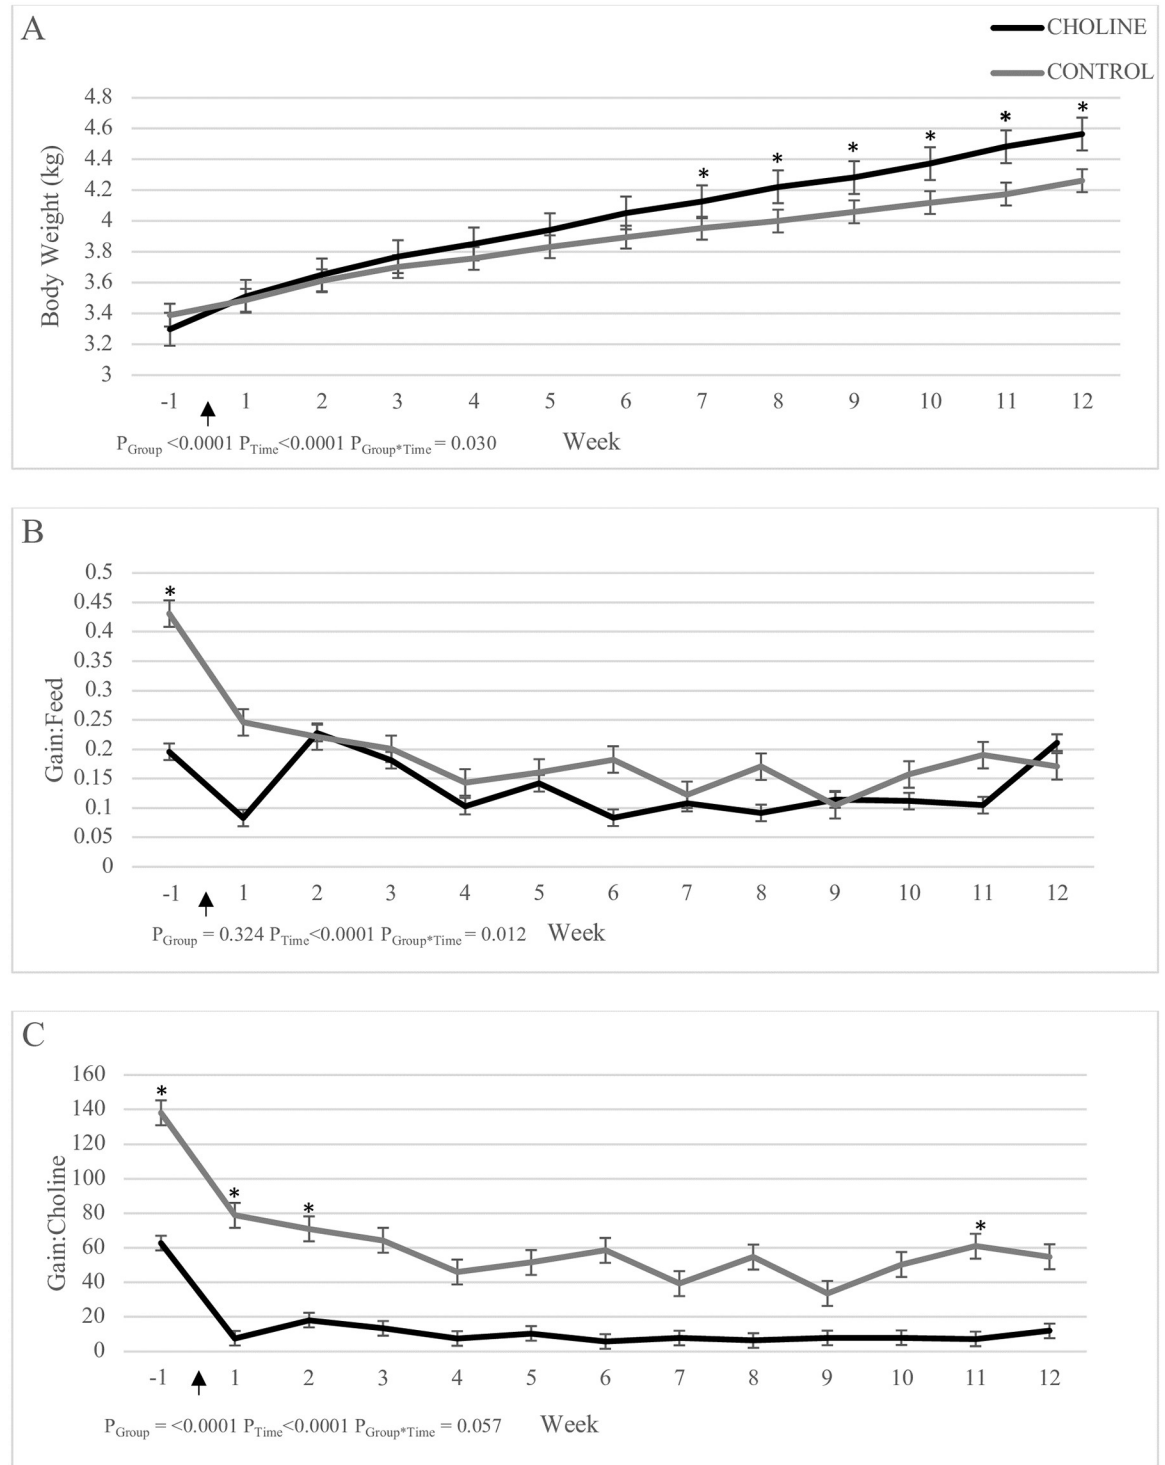 A
CHOLINE
CONTROL
4.8
4.6
4.4
4.2
4
3.8
3.6
3.4
3.2
3
Body Weight (kg)
* * * * * *
-1 1 2 3 4 5 6 7 8 9 10 11 12
PGroup <0.0001 PTime<0.0001 PGroup*Time = 0.030 Week
B
0.5
0.45
0.4
0.35
0.3
0.25
0.2
0.15
0.1
0.05
0
Gain:Feed
*
-1 1 2 3 4 5 6 7 8 9 10 11 12
PGroup = 0.324 PTime<0.0001 PGroup*Time = 0.012 Week
C
160
140
120
100
80
60
40
20
0
Gain:Choline
* * * *
-1 1 2 3 4 5 6 7 8 9 10 11 12
PGroup = <0.0001 PTime<0.0001 PGroup*Time = 0.057 Week